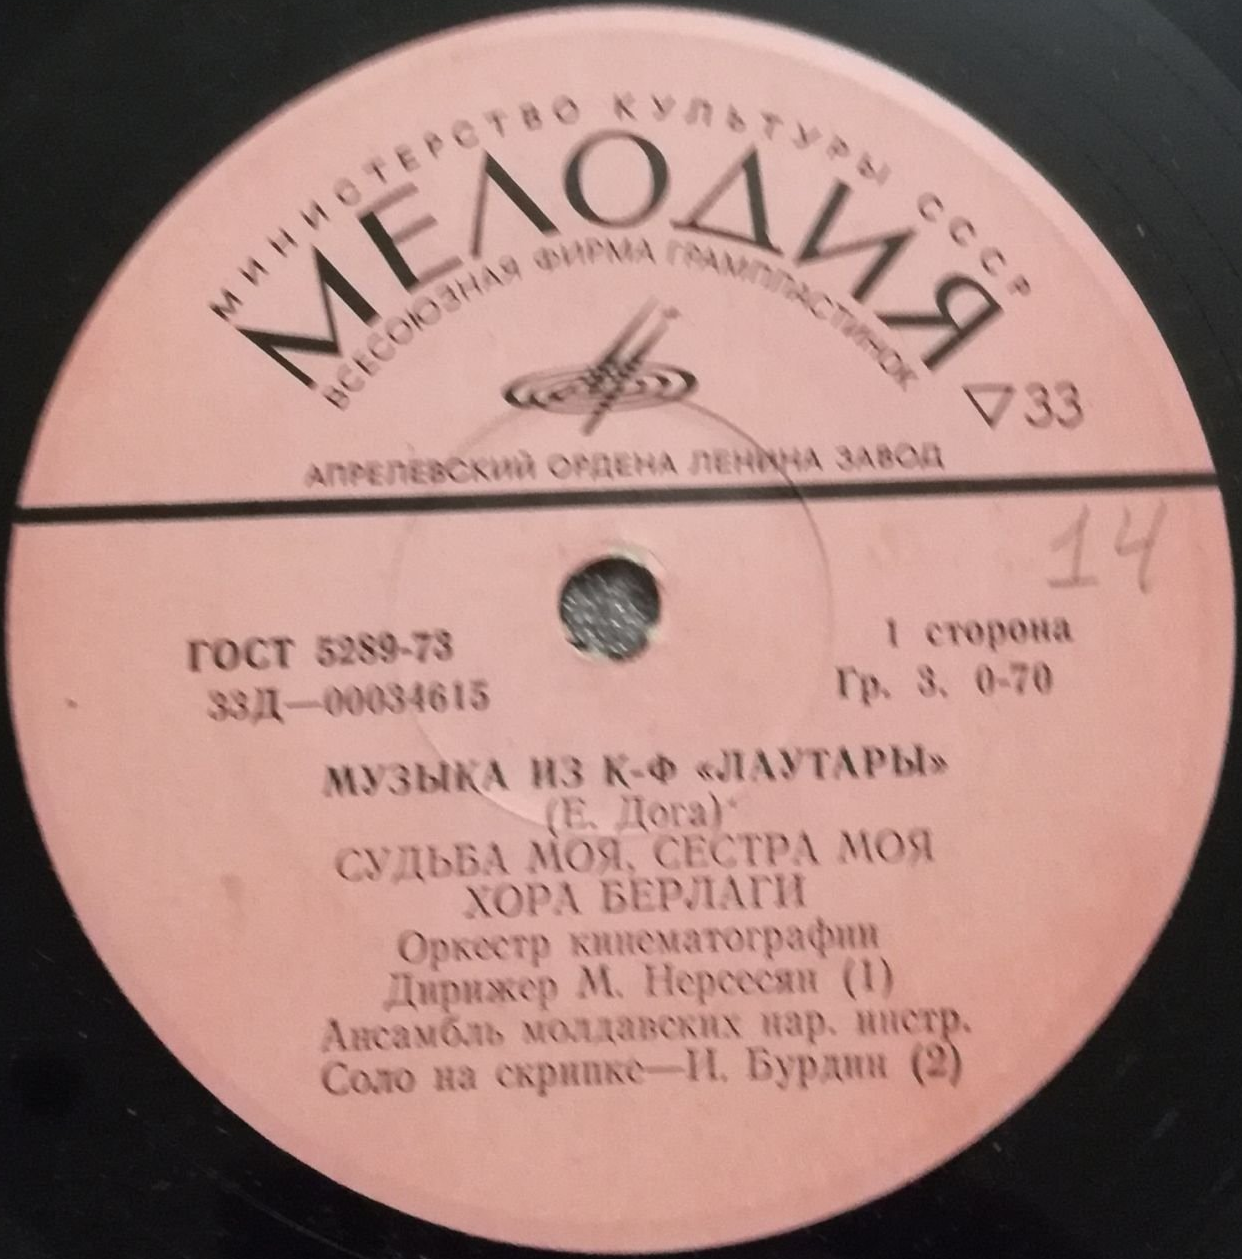 МИНИСТЕРСТВО КУЛЬТУРЫ СССР
МЕЛОДИЯ
ВСЕСОЮЗНАЯ ФИРМА ГРАМПЛАСТИНОК
▽33
АПРЕЛЕВСКИЙ ОРДЕНА ЛЕНИНА ЗАВОД
14
ГОСТ 5289-73
1 сторона
33Д—00034615
Гр. 3. 0-70
МУЗЫКА ИЗ К-Ф «ЛАУТАРЫ»
(Е. Дога)
СУДЬБА МОЯ, СЕСТРА МОЯ
ХОРА БЕРЛАГИ
Оркестр кинематографии
Дирижер М. Нерсесян (1)
Ансамбль молдавских нар. инстр.
Соло на скрипке—И. Бурдин (2)